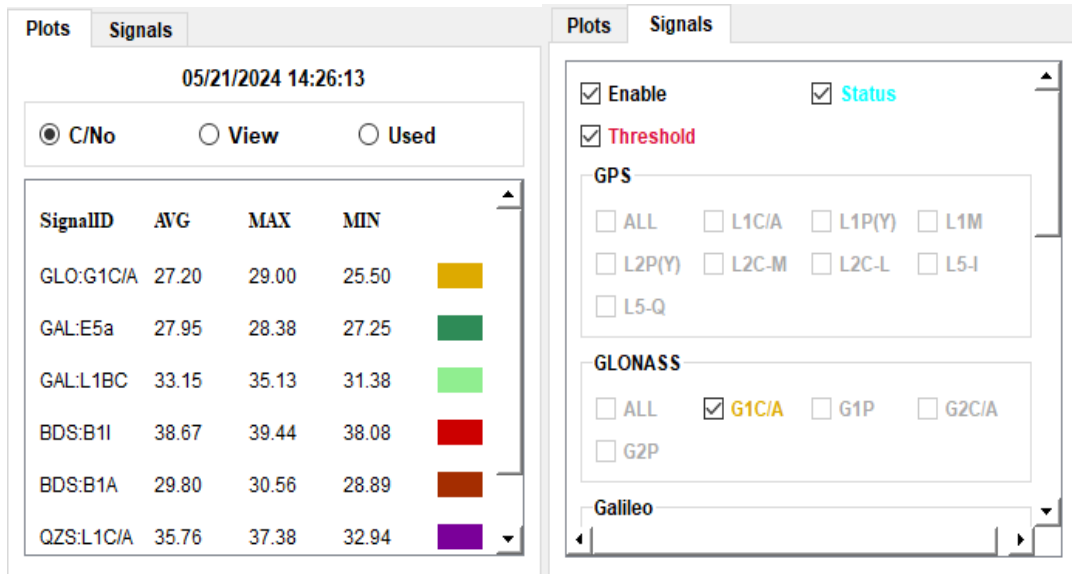 Plots Signals
05/21/2024 14:26:13
C/No View Used
SignalID AVG MAX MIN
GLO:G1C/A 27.20 29.00 25.50
GAL:E5a 27.95 28.38 27.25
GAL:L1BC 33.15 35.13 31.38
BDS:B1I 38.67 39.44 38.08
BDS:B1A 29.80 30.56 28.89
QZS:L1C/A 35.76 37.38 32.94
Plots Signals
Enable Status
Threshold
GPS
ALL L1C/A L1P(Y) L1M
L2P(Y) L2C-M L2C-L L5-I
L5-Q
GLONASS
ALL G1C/A G1P G2C/A
G2P
Galileo